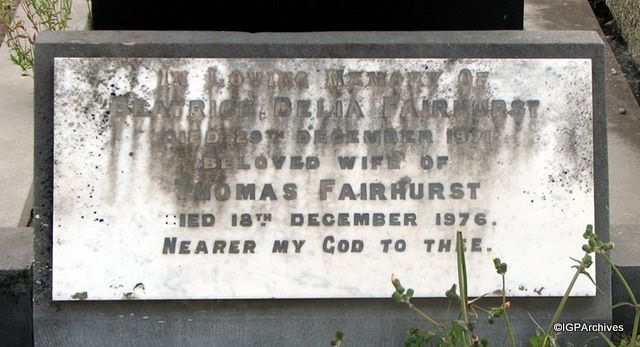 In Loving Memory Of
Beatrice Delia Fairhurst
Died 29th December
Beloved Wife of
Thomas Fairhurst
Died 18th December 1976.
Nearer my God to thee.
©IGPArchives